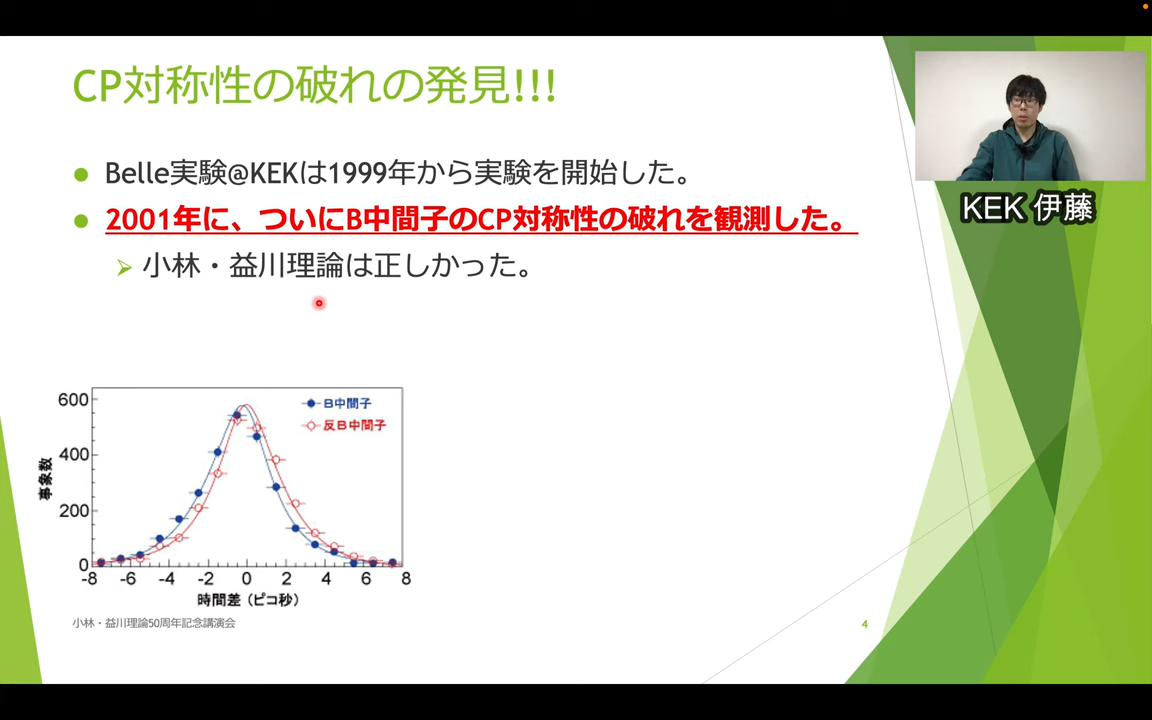 CP対称性の破れの発見!!!
Belle実験@KEKは1999年から実験を開始した。
2001年に、ついにB中間子のCP対称性の破れを観測した。
小林・益川理論は正しかった。
KEK 伊藤
B中間子
反B中間子
600
400
200
0
事象数
-8 -6 -4 -2 0 2 4 6 8
時間差（ピコ秒）
小林・益川理論50周年記念講演会
4